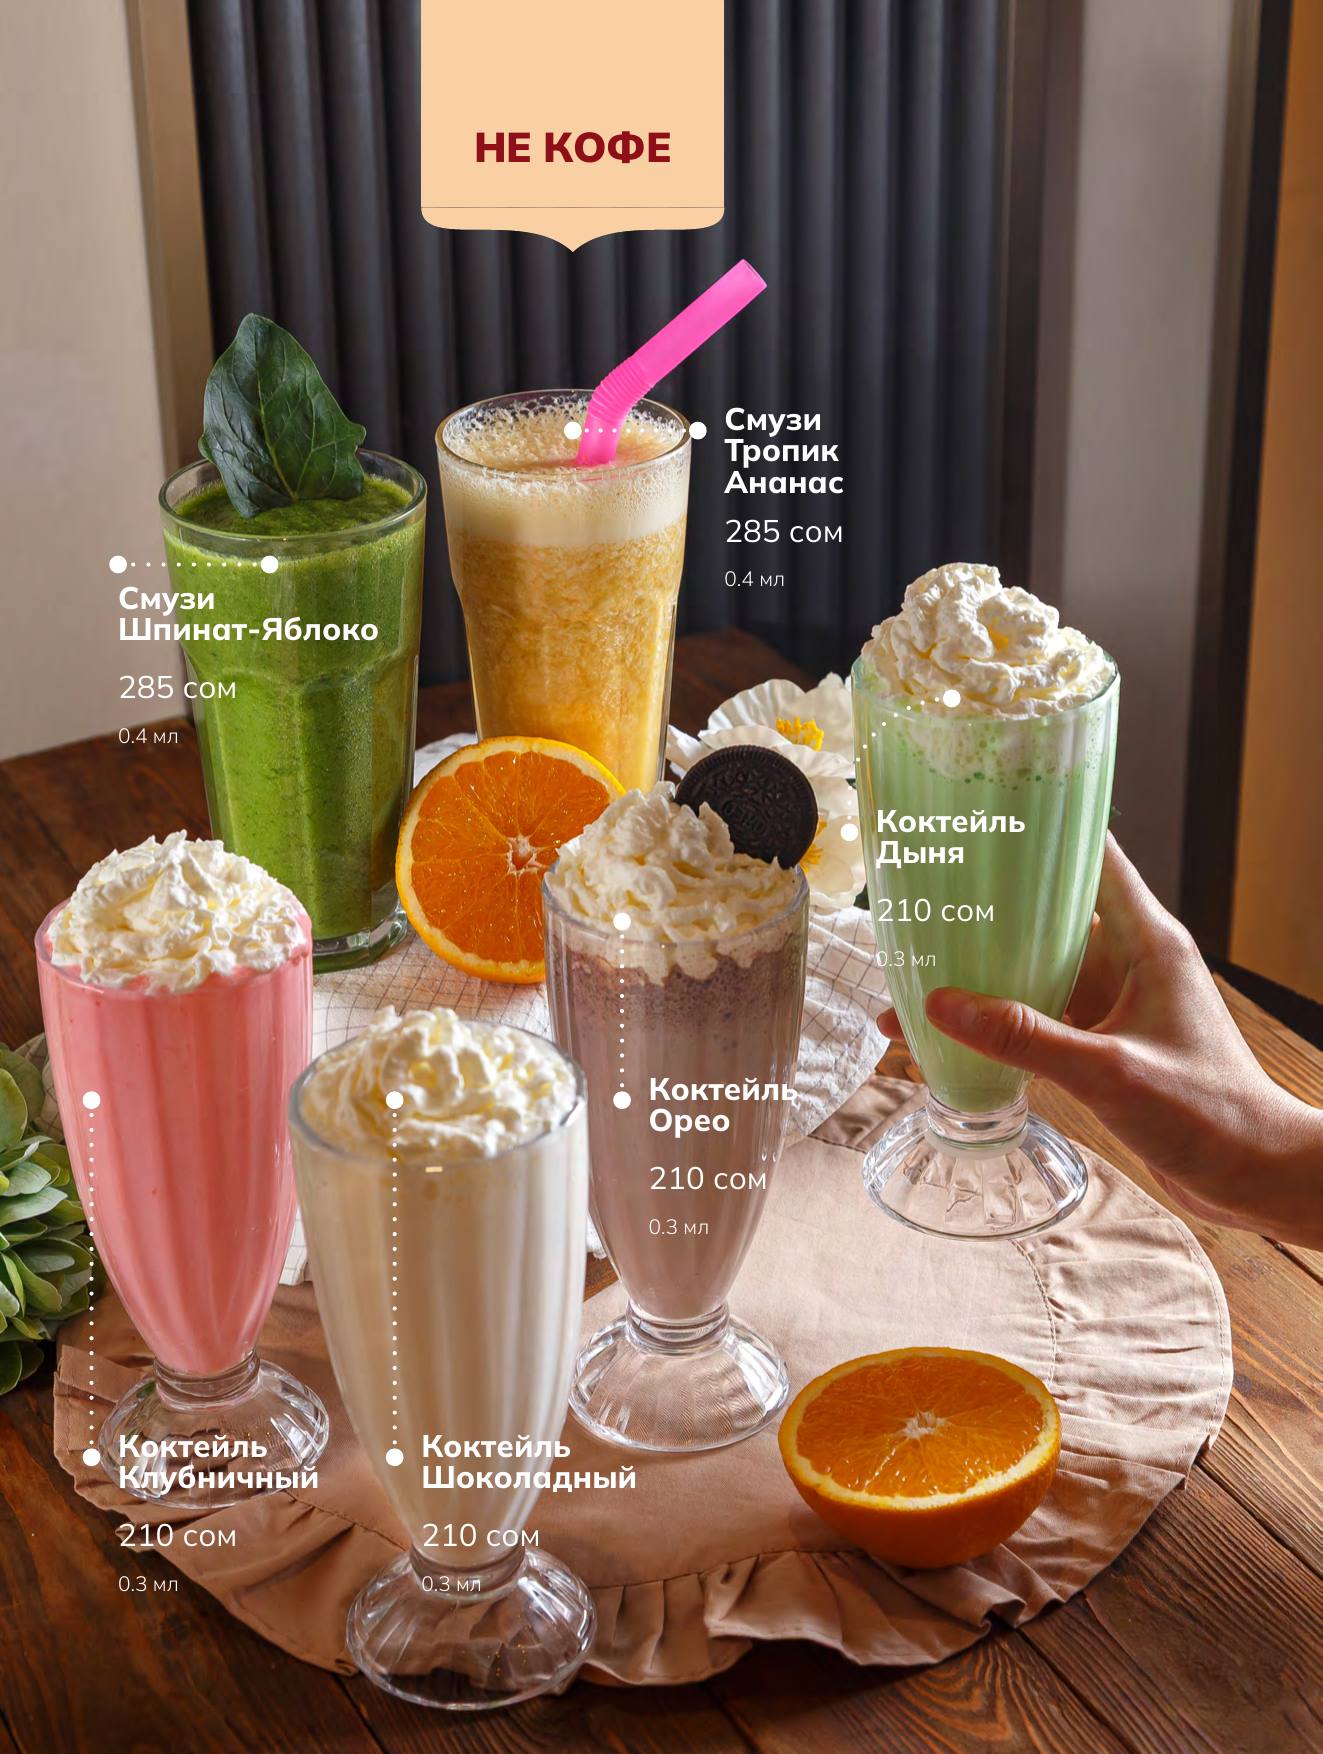 НЕ КОФЕ
Смузи
Тропик
Ананас
285 сом
0.4 мл
Смузи
Шпинат-Яблоко
285 сом
0.4 мл
Коктейль
Дыня
210 сом
0.3 мл
Коктейль
Орео
210 сом
0.3 мл
Коктейль
Клубничный
210 сом
0.3 мл
Коктейль
Шоколадный
210 сом
0.3 мл